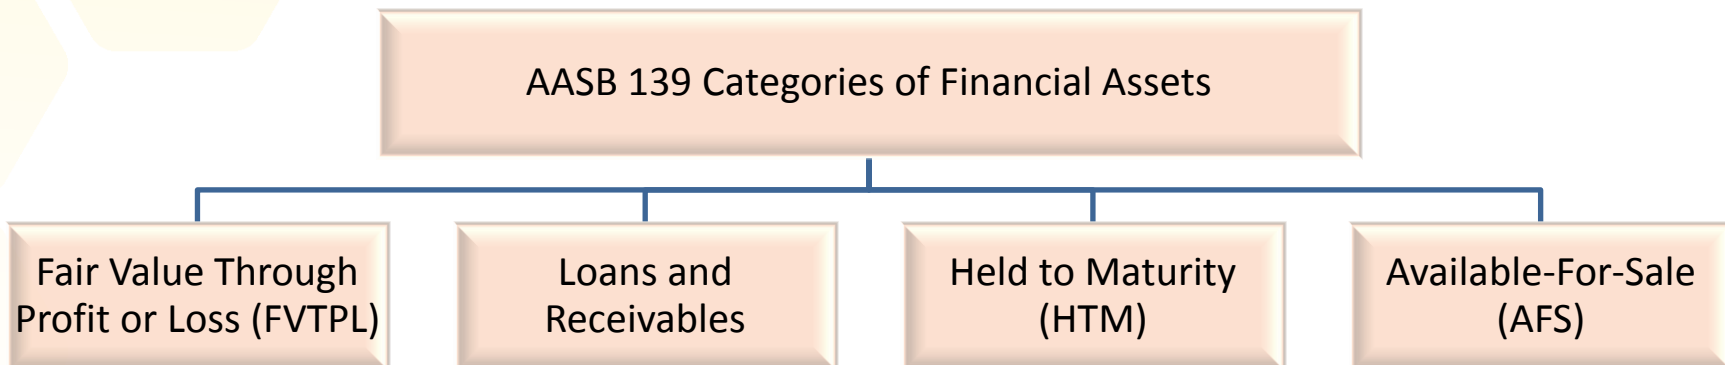 AASB 139 Categories of Financial Assets
Fair Value Through
Profit or Loss (FVTPL)
Loans and
Receivables
Held to Maturity
(HTM)
Available-For-Sale
(AFS)